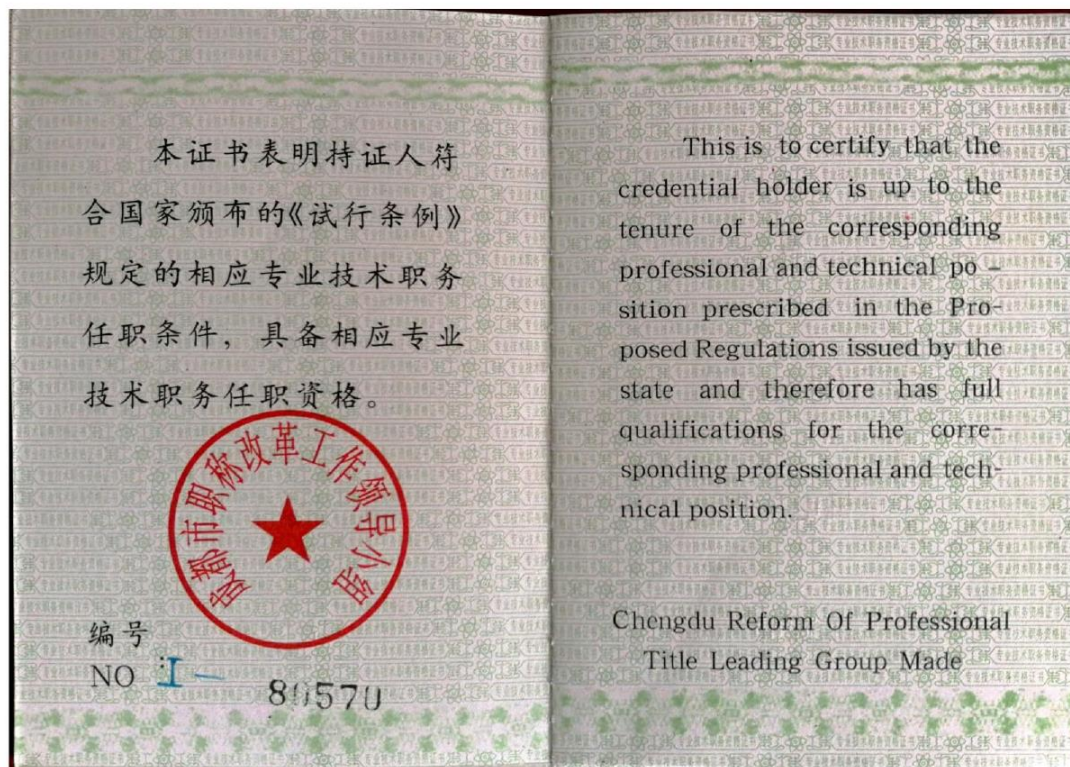 本证书表明持证人符
合国家颁布的《试行条例》
规定的相应专业技术职务
任职条件，具备相应专业
技术职务任职资格。
成都市职称改革工作领导小组
编号
NO I—
This is to certify that the
credential holder is up to the
tenure of the corresponding
professional and technical po-
sition prescribed in the Pro-
posed Regulations issued by the
state and therefore has full
qualifications for the corre-
sponding professional and tech-
nical position.
Chengdu Reform Of Professional
Title Leading Group Made